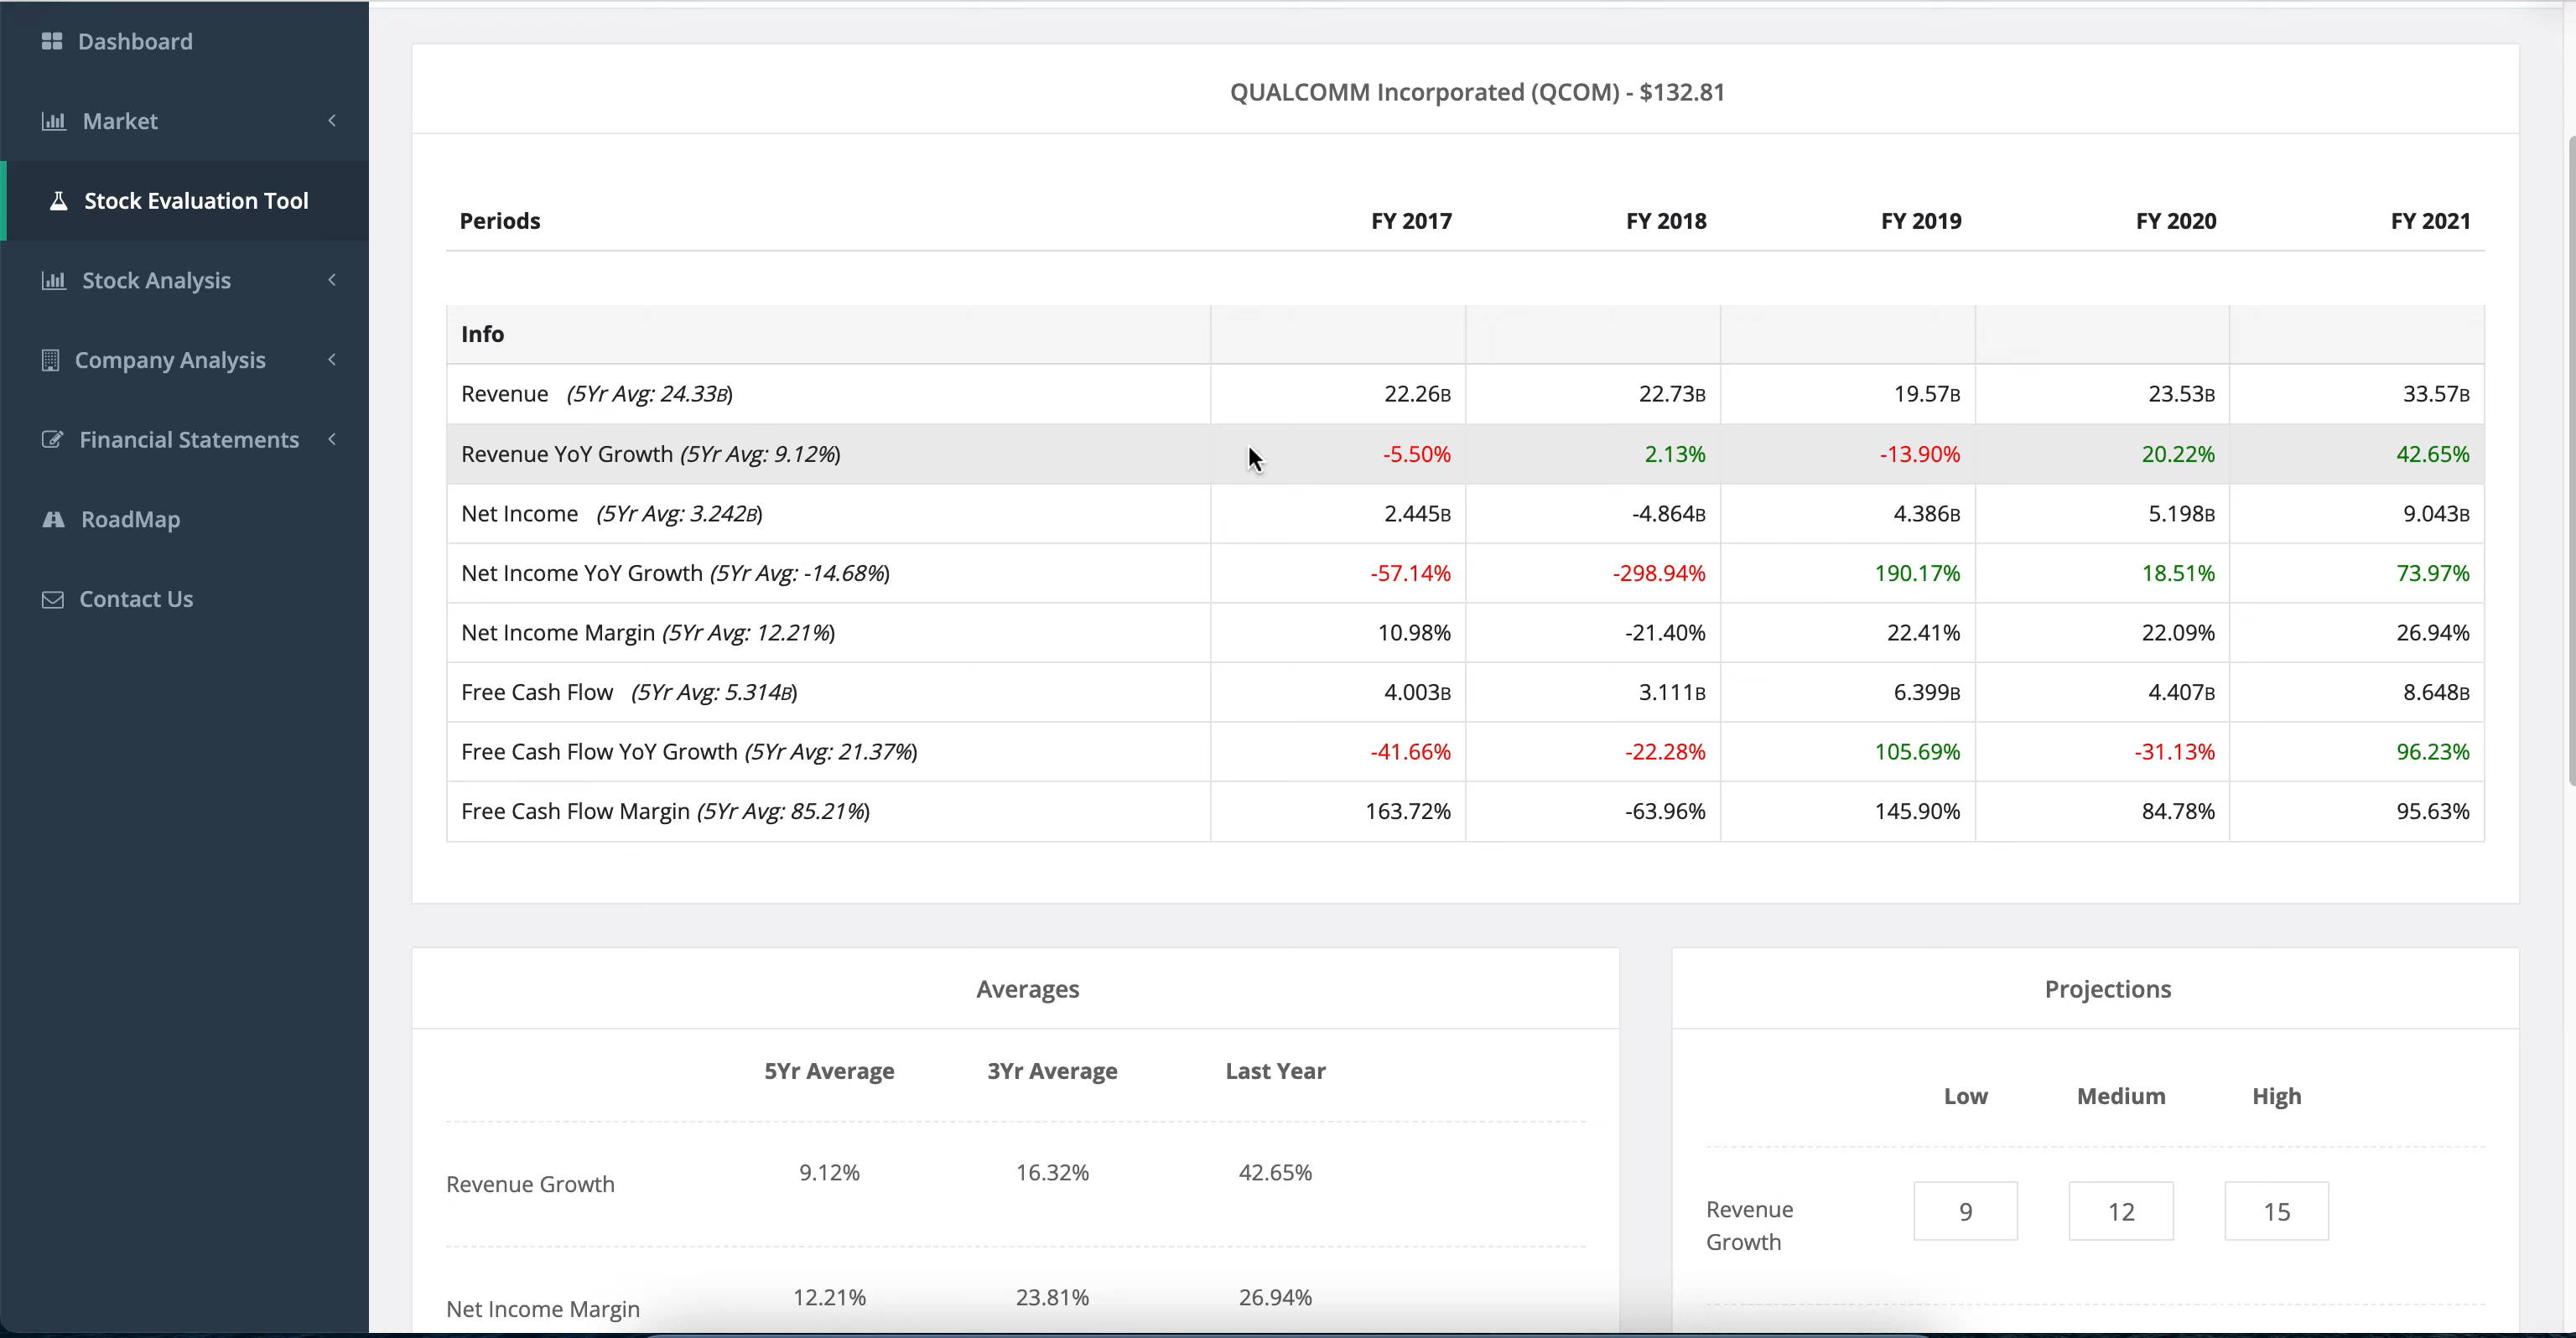 Dashboard
Market
Stock Evaluation Tool
Stock Analysis
Company Analysis
Financial Statements
RoadMap
Contact Us
QUALCOMM Incorporated (QCOM) - $132.81
Periods FY 2017 FY 2018 FY 2019 FY 2020 FY 2021
Info
Revenue (5Yr Avg: 24.33B) 22.26B 22.73B 19.57B 23.53B 33.57B
Revenue YoY Growth (5Yr Avg: 9.12%) -5.50% 2.13% -13.90% 20.22% 42.65%
Net Income (5Yr Avg: 3.242B) 2.445B -4.864B 4.386B 5.198B 9.043B
Net Income YoY Growth (5Yr Avg: -14.68%) -57.14% -298.94% 190.17% 18.51% 73.97%
Net Income Margin (5Yr Avg: 12.21%) 10.98% -21.40% 22.41% 22.09% 26.94%
Free Cash Flow (5Yr Avg: 5.314B) 4.003B 3.111B 6.399B 4.407B 8.648B
Free Cash Flow YoY Growth (5Yr Avg: 21.37%) -41.66% -22.28% 105.69% -31.13% 96.23%
Free Cash Flow Margin (5Yr Avg: 85.21%) 163.72% -63.96% 145.90% 84.78% 95.63%
Averages
5Yr Average 3Yr Average Last Year
Revenue Growth 9.12% 16.32% 42.65%
Net Income Margin 12.21% 23.81% 26.94%
Projections
Low Medium High
Revenue
Growth 9 12 15